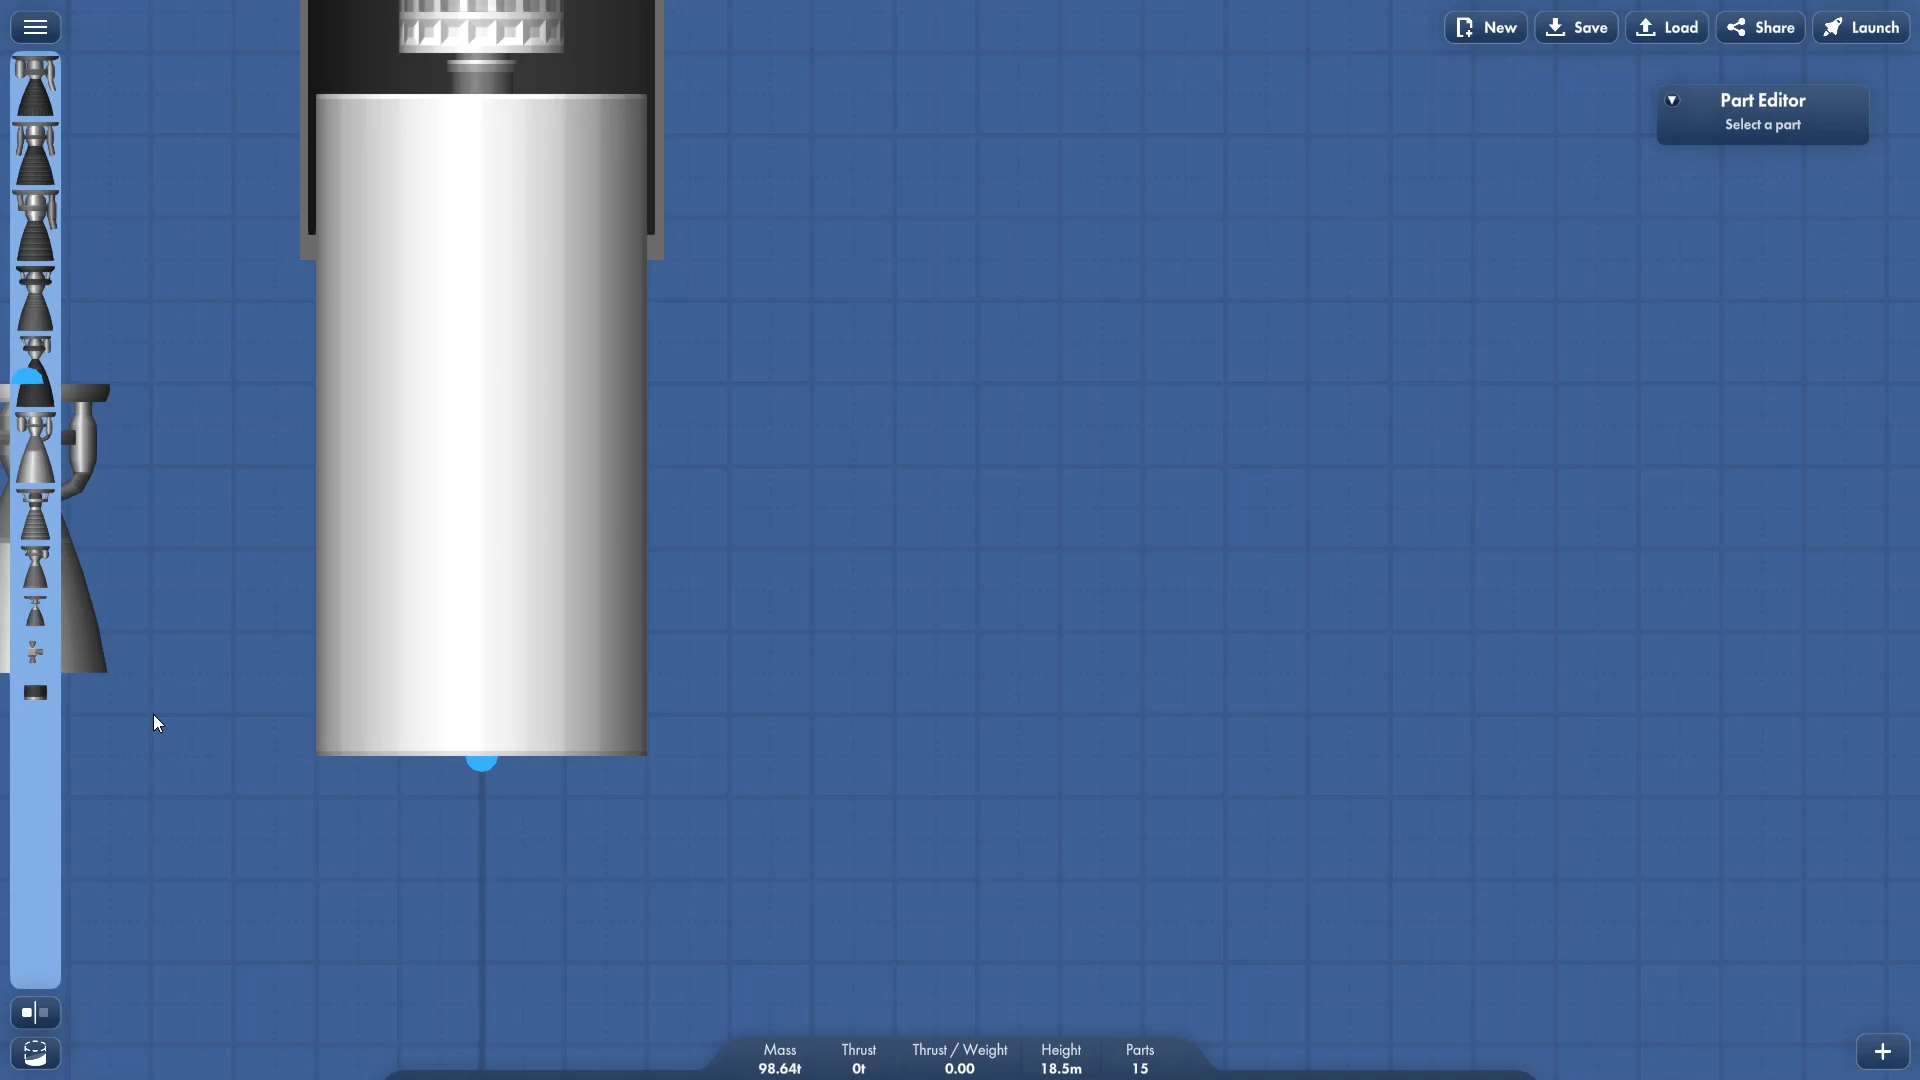 New
Save
Load
Share
Launch
Part Editor
Select a part
Mass
98.64t
Thrust
0t
Thrust / Weight
0.00
Height
18.5m
Parts
15